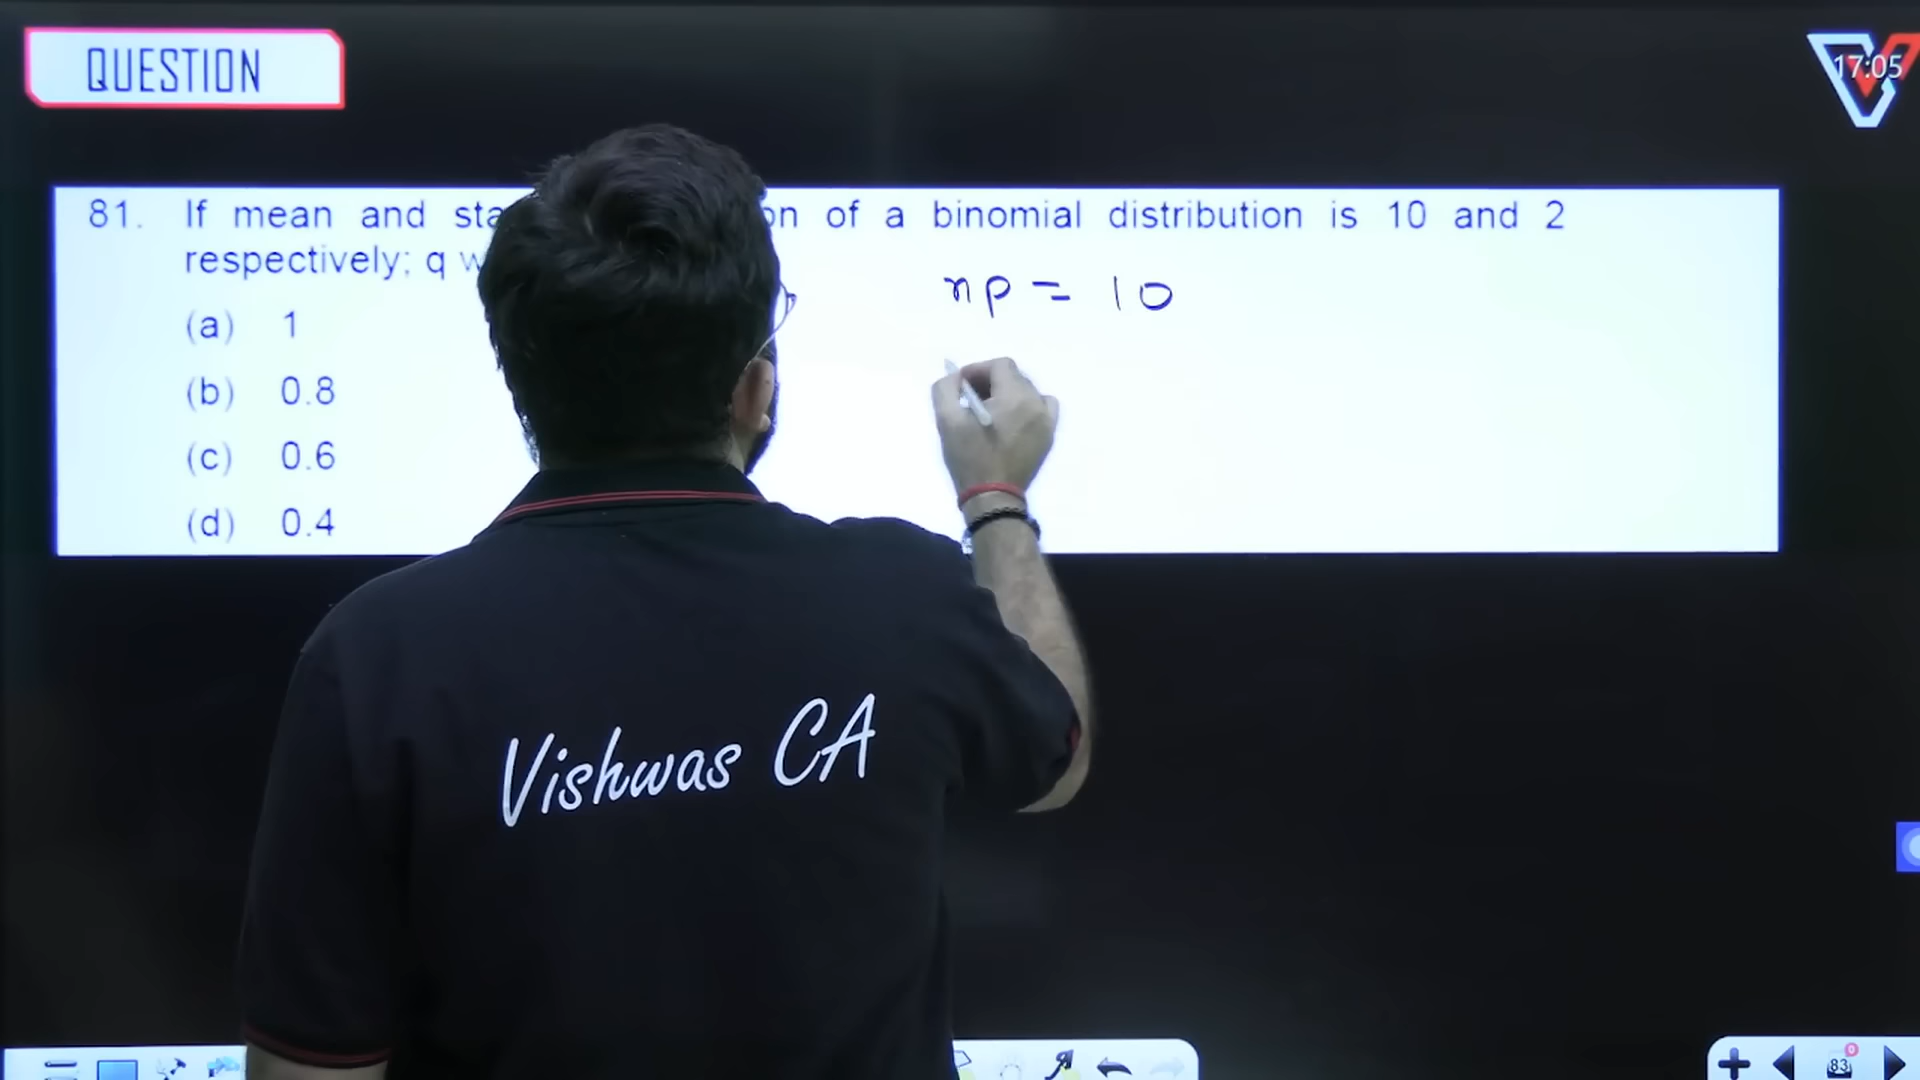 QUESTION
17:05
81. If mean and sta on of a binomial distribution is 10 and 2
respectively; q w
np = 10
(a) 1
(b) 0.8
(c) 0.6
(d) 0.4
Vishwas CA
83